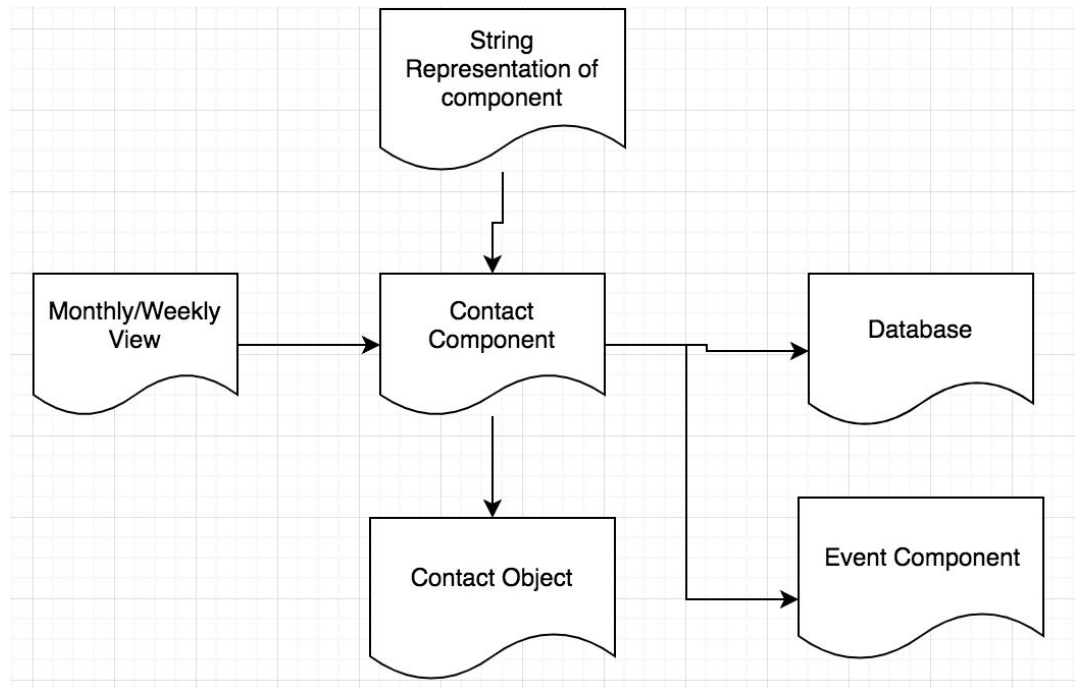 String
Representation of
component
Monthly/Weekly
View
Contact
Component
Database
Contact Object
Event Component